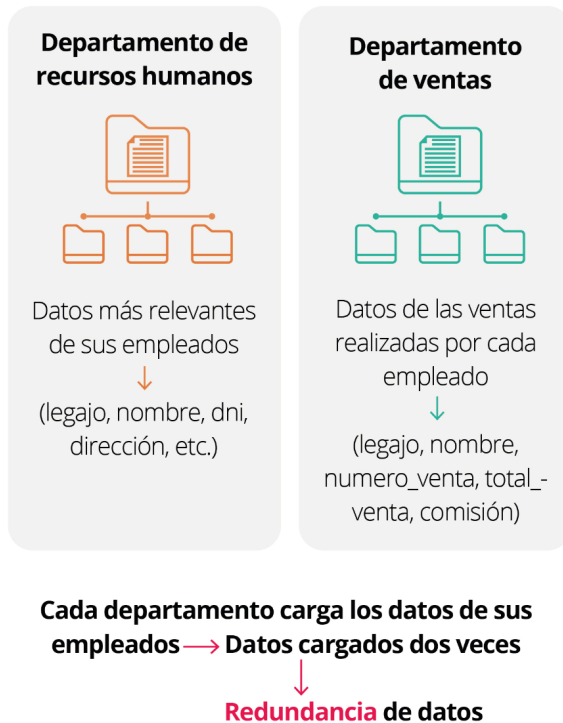 Departamento de
recursos humanos
Datos más relevantes
de sus empleados
(legajo, nombre, dni,
dirección, etc.)
Departamento
de ventas
Datos de las ventas
realizadas por cada
empleado
(legajo, nombre,
numero_venta, total_-
venta, comisión)
Cada departamento carga los datos de sus
empleados → Datos cargados dos veces
Redundancia de datos